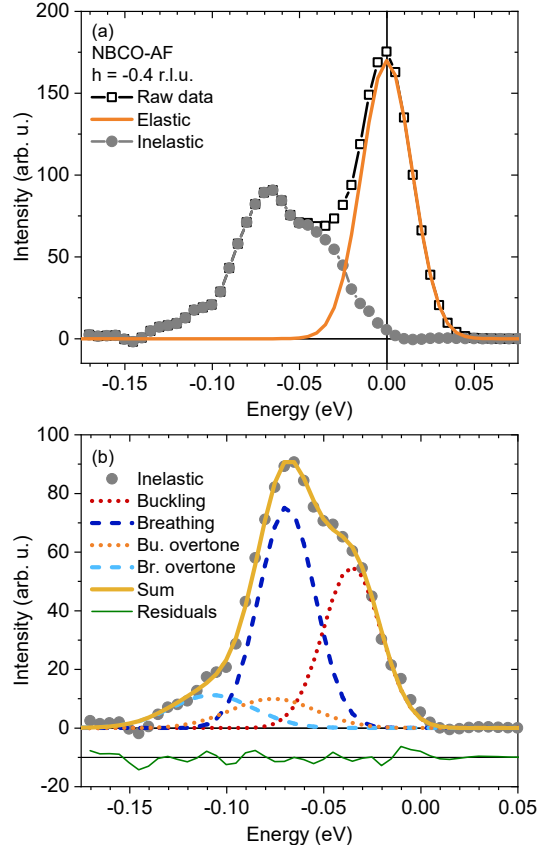 (a)
NBCO-AF
h = -0.4 r.l.u.
Raw data
Elastic
Inelastic
200
150
100
50
0
Intensity (arb. u.)
-0.15
-0.10
-0.05
0.00
0.05
Energy (eV)
(b)
Inelastic
Buckling
Breathing
Bu. overtone
Br. overtone
Sum
Residuals
100
80
60
40
20
0
-20
Intensity (arb. u.)
-0.15
-0.10
-0.05
0.00
0.05
Energy (eV)